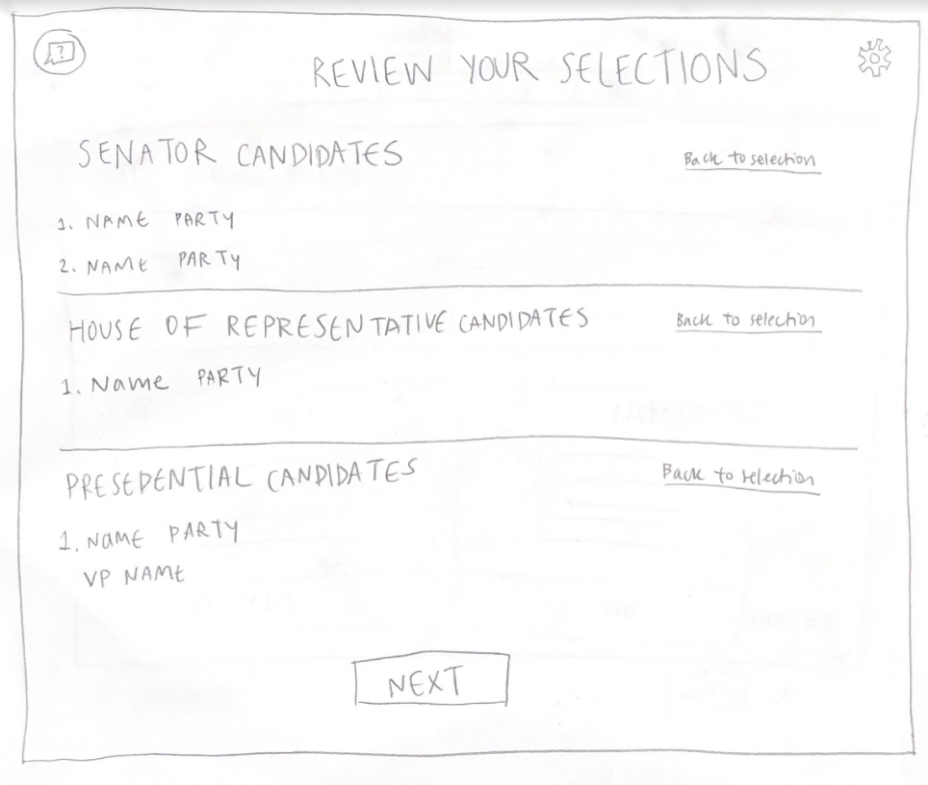 ?
REVIEW YOUR SELECTIONS
SENATOR CANDIDATES
Back to selection
1. NAME PARTY
2. NAME PARTY
HOUSE OF REPRESENTATIVE CANDIDATES
Back to selection
1. Name PARTY
PRESEDENTIAL CANDIDATES
Back to selection
1. NAME PARTY
VP NAME
NEXT